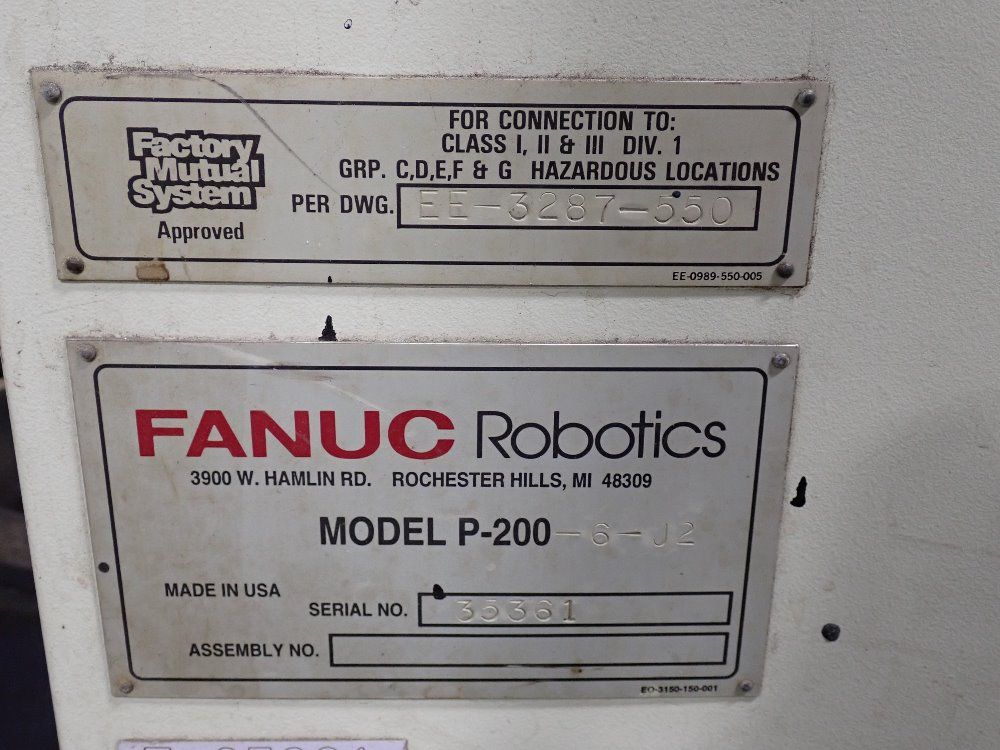 Factory
Mutual
System
Approved
FOR CONNECTION TO:
CLASS I, II & III DIV. 1
GRP. C,D,E,F & G HAZARDOUS LOCATIONS
PER DWG. EE-3287-550
EE-0989-550-005
FANUC Robotics
3900 W. HAMLIN RD. ROCHESTER HILLS, MI 48309
MODEL P-200-6-J2
MADE IN USA
SERIAL NO. 35361
ASSEMBLY NO.
EO-3150-150-001